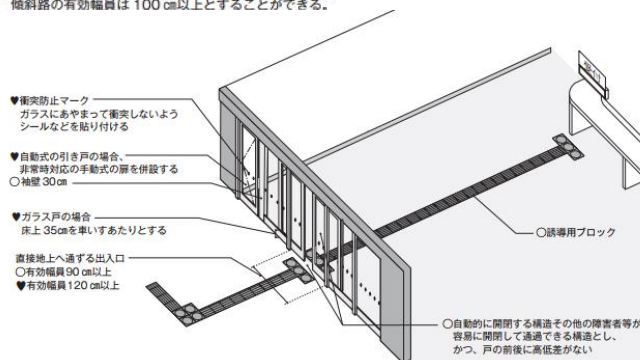 傾斜路の有効幅員は 100 ㎝以上とすることができる。
♥衝突防止マーク
ガラスにあやまって衝突しないよう
シールなどを貼り付ける
♥自動式の引き戸の場合、
非常時対応の手動式の扉を併設する
○袖壁 30㎝
♥ガラス戸の場合
床上 35㎝を車いすあたりとする
直接地上へ通ずる出入口
○有効幅員90 ㎝以上
♥有効幅員120 ㎝以上
○誘導用ブロック
○自動的に開閉する構造その他の障害者等が
容易に開閉して通過できる構造とし、
かつ、戸の前後に高低差がない